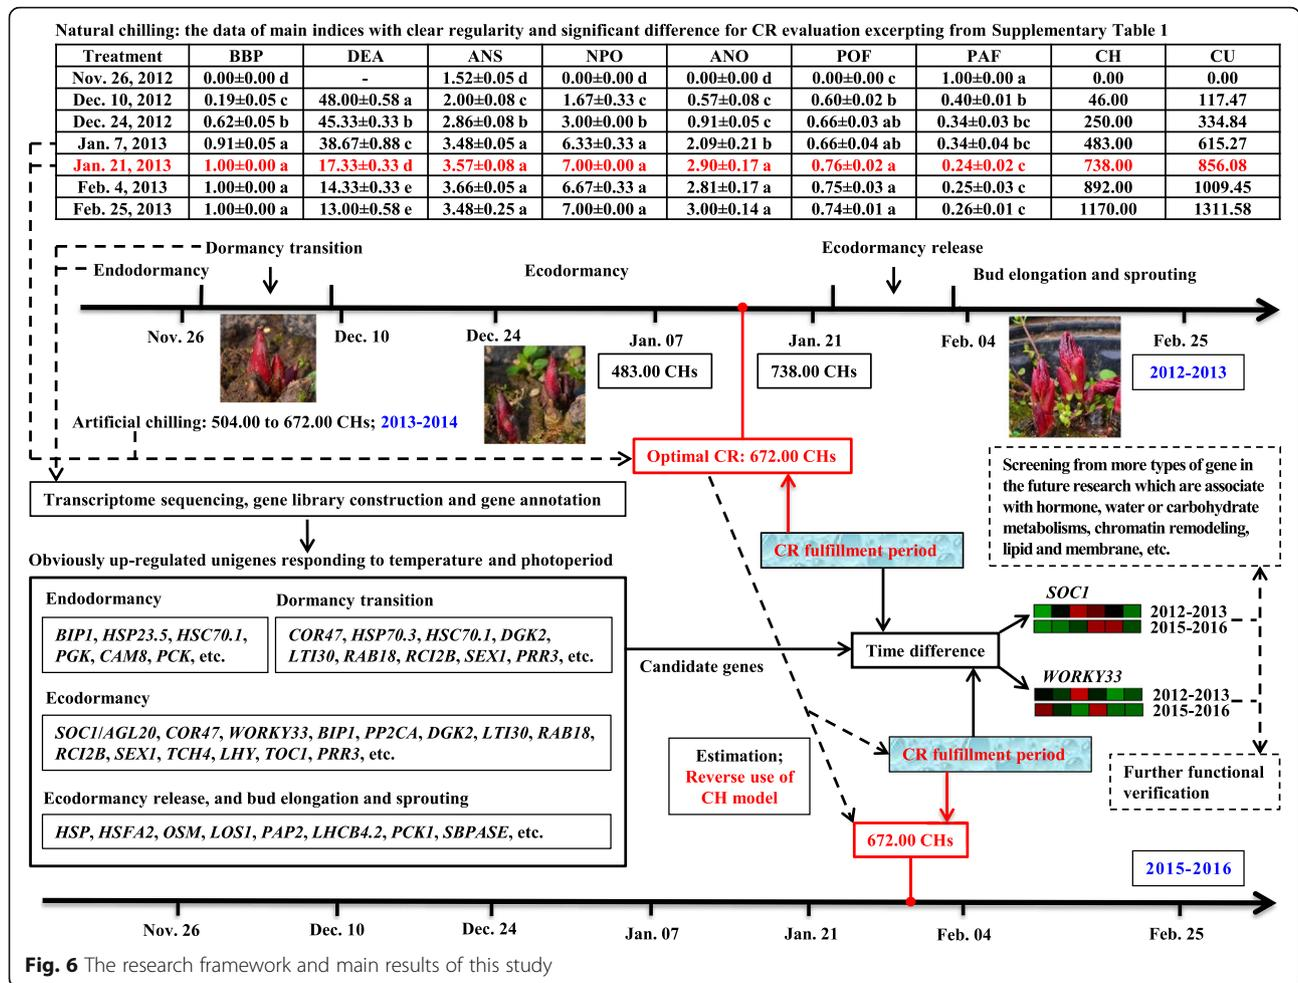 Natural chilling: the data of main indices with clear regularity and significant difference for CR evaluation excerpting from Supplementary Table 1
Treatment BBP DEA ANS NPO ANO POF PAF CH CU
Nov. 26, 2012 0.00±0.00 d - 1.52±0.05 d 0.00±0.00 d 0.00±0.00 d 0.00±0.00 c 1.00±0.00 a 0.00 0.00
Dec. 10, 2012 0.19±0.05 c 48.00±0.58 a 2.00±0.08 c 1.67±0.33 c 0.57±0.08 c 0.60±0.02 b 0.40±0.01 b 46.00 117.47
Dec. 24, 2012 0.62±0.05 b 45.33±0.33 b 2.86±0.08 b 3.00±0.00 b 0.91±0.05 c 0.66±0.03 ab 0.34±0.03 bc 250.00 334.84
Jan. 7, 2013 0.91±0.05 a 38.67±0.88 c 3.48±0.05 a 6.33±0.33 a 2.09±0.21 b 0.66±0.04 ab 0.34±0.04 bc 483.00 615.27
Jan. 21, 2013 1.00±0.00 a 17.33±0.33 d 3.57±0.08 a 7.00±0.00 a 2.90±0.17 a 0.76±0.02 a 0.24±0.02 c 738.00 856.08
Feb. 4, 2013 1.00±0.00 a 14.33±0.33 e 3.66±0.05 a 6.67±0.33 a 2.81±0.17 a 0.75±0.03 a 0.25±0.03 c 892.00 1009.45
Feb. 25, 2013 1.00±0.00 a 13.00±0.58 e 3.48±0.25 a 7.00±0.00 a 3.00±0.14 a 0.74±0.01 a 0.26±0.01 c 1170.00 1311.58
Dormancy transition
Ecodormancy release
Endodormancy
Ecodormancy
Bud elongation and sprouting
Nov. 26 Dec. 10 Dec. 24 Jan. 07 Jan. 21 Feb. 04 Feb. 25
483.00 CHs
738.00 CHs
2012-2013
Artificial chilling: 504.00 to 672.00 CHs; 2013-2014
Optimal CR: 672.00 CHs
Screening from more types of gene in
the future research which are associate
with hormone, water or carbohydrate
metabolisms, chromatin remodeling,
lipid and membrane, etc.
Transcriptome sequencing, gene library construction and gene annotation
CR fulfillment period
Obviously up-regulated unigenes responding to temperature and photoperiod
Endodormancy
BIP1, HSP23.5, HSC70.1,
PGK, CAM8, PCK, etc.
Dormancy transition
COR47, HSP70.3, HSC70.1, DGK2,
LTI30, RAB18, RCI2B, SEX1, PRR3, etc.
Candidate genes
Time difference
SOC1
2012-2013
2015-2016
WORKY33
2012-2013
2015-2016
Ecodormancy
SOC1/AGL20, COR47, WORKY33, BIP1, PP2CA, DGK2, LTI30, RAB18,
RCI2B, SEX1, TCH4, LHY, TOC1, PRR3, etc.
Estimation;
Reverse use of
CH model
CR fulfillment period
Further functional
verification
Ecodormancy release, and bud elongation and sprouting
HSP, HSFA2, OSM, LOS1, PAP2, LHCB4.2, PCK1, SBPASE, etc.
672.00 CHs
2015-2016
Nov. 26 Dec. 10 Dec. 24 Jan. 07 Jan. 21 Feb. 04 Feb. 25
Fig. 6 The research framework and main results of this study